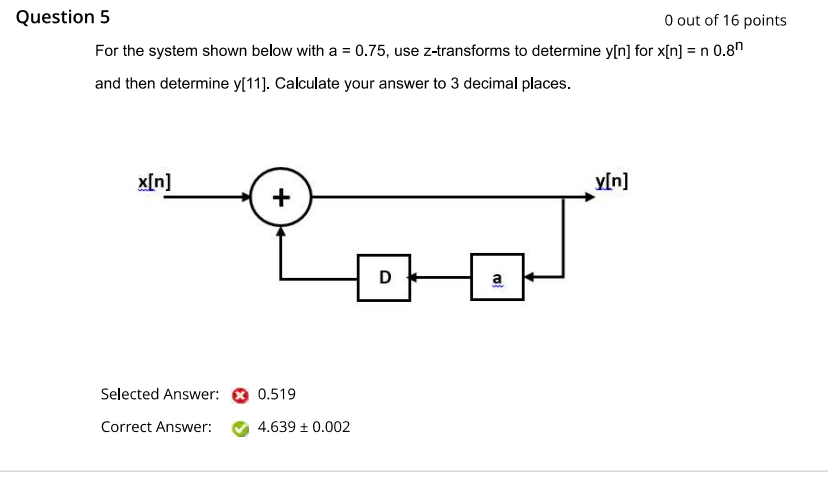 Question 5
0 out of 16 points
For the system shown below with a = 0.75, use z-transforms to determine y[n] for x[n] = n 0.8ⁿ
and then determine y[11]. Calculate your answer to 3 decimal places.
x[n]
y[n]
+
D
a
Selected Answer: 0.519
Correct Answer: 4.639 ± 0.002